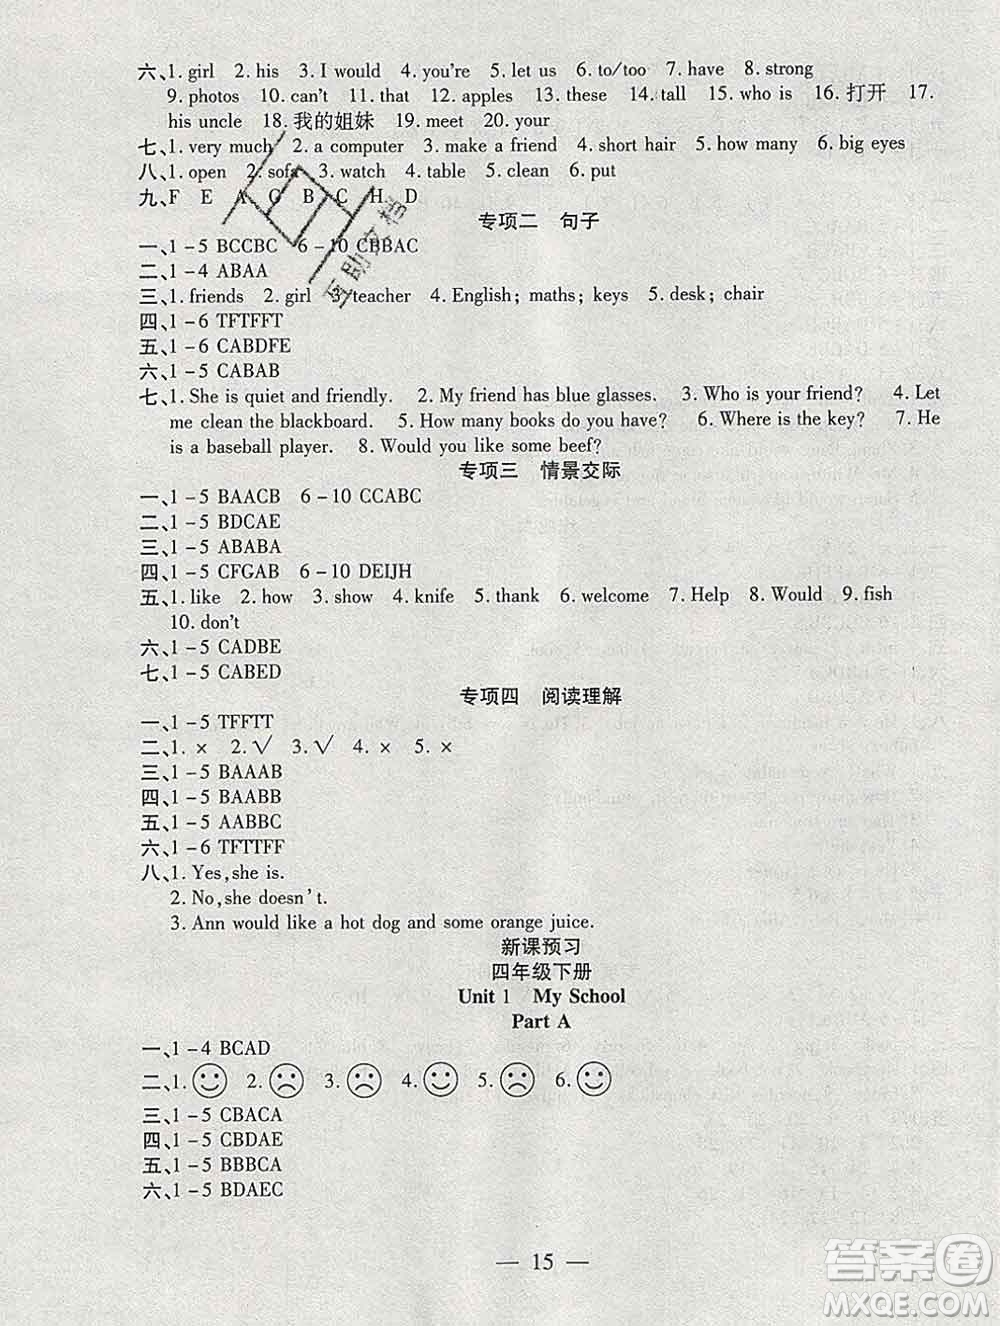 六、1. girl 2. his 3. I would 4. you're 5. let us 6. to/too 7. have 8. strong
9. photos 10. can't 11. that 12. apples 13. these 14. tall 15. who is 16. 打开 17.
his uncle 18. 我的姐妹 19. meet 20. your
七、1. very much 2. a computer 3. make a friend 4. short hair 5. how many 6. big eyes
八、1. open 2. sofa 3. watch 4. table 5. clean 6. put
九、F E A G B C H D
专项二 句子
一、1－5 BCCBC 6－10 CBBAC
二、1－4 ABAA
三、1. friends 2. girl 3. teacher 4. English; maths; keys 5. desk; chair
四、1－6 TFTFFT
五、1－6 CABDFE
六、1－5 CABAB
七、1. She is quiet and friendly. 2. My friend has blue glasses. 3. Who is your friend? 4. Let
me clean the blackboard. 5. How many books do you have? 6. Where is the key? 7. He
is a baseball player. 8. Would you like some beef?
专项三 情景交际
一、1－5 BAACB 6－10 CCABC
二、1－5 BDCAE
三、1－5 ABABA
四、1－5 CFGAB 6－10 DEIJH
五、1. like 2. how 3. show 4. knife 5. thank 6. welcome 7. Help 8. Would 9. fish
10. don't
六、1－5 CADBE
七、1－5 CABED
专项四 阅读理解
一、1－5 TFFTT
二、1. × 2. √ 3. √ 4. × 5. ×
三、1－5 BAAAB
四、1－5 BAABB
五、1－5 AABBC
六、1－6 TFTTFF
八、1. Yes,she is.
2. No,she doesn't.
3. Ann would like a hot dog and some orange juice.
新课预习
四年级下册
Unit 1 My School
Part A
一、1－4 BCAD
二、1. 2. 3. 4. 5. 6.
三、1－5 CBACA
四、1－5 CBDAE
五、1－5 BBBCA
六、1－5 BDAEC
— 15 —
答案圈
MXQE.COM
互助文档